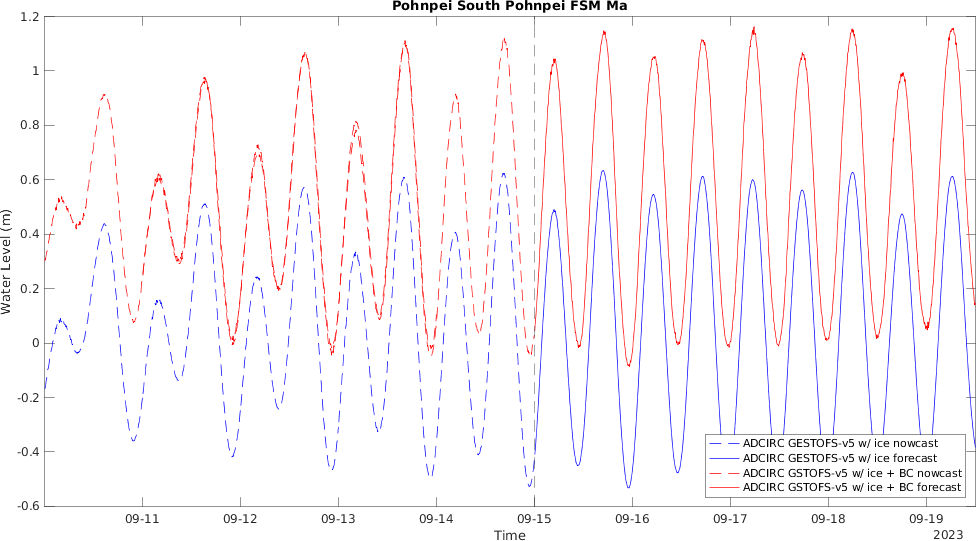 Pohnpei South Pohnpei FSM Ma
1.2
1
0.8
0.6
0.4
0.2
0
-0.2
-0.4
-0.6
Water Level (m)
ADCIRC GESTOFS-v5 w/ ice nowcast
ADCIRC GESTOFS-v5 w/ ice forecast
ADCIRC GSTOFS-v5 w/ ice + BC nowcast
ADCIRC GSTOFS-v5 w/ ice + BC forecast
09-11 09-12 09-13 09-14 09-15 09-16 09-17 09-18 09-19
Time
2023